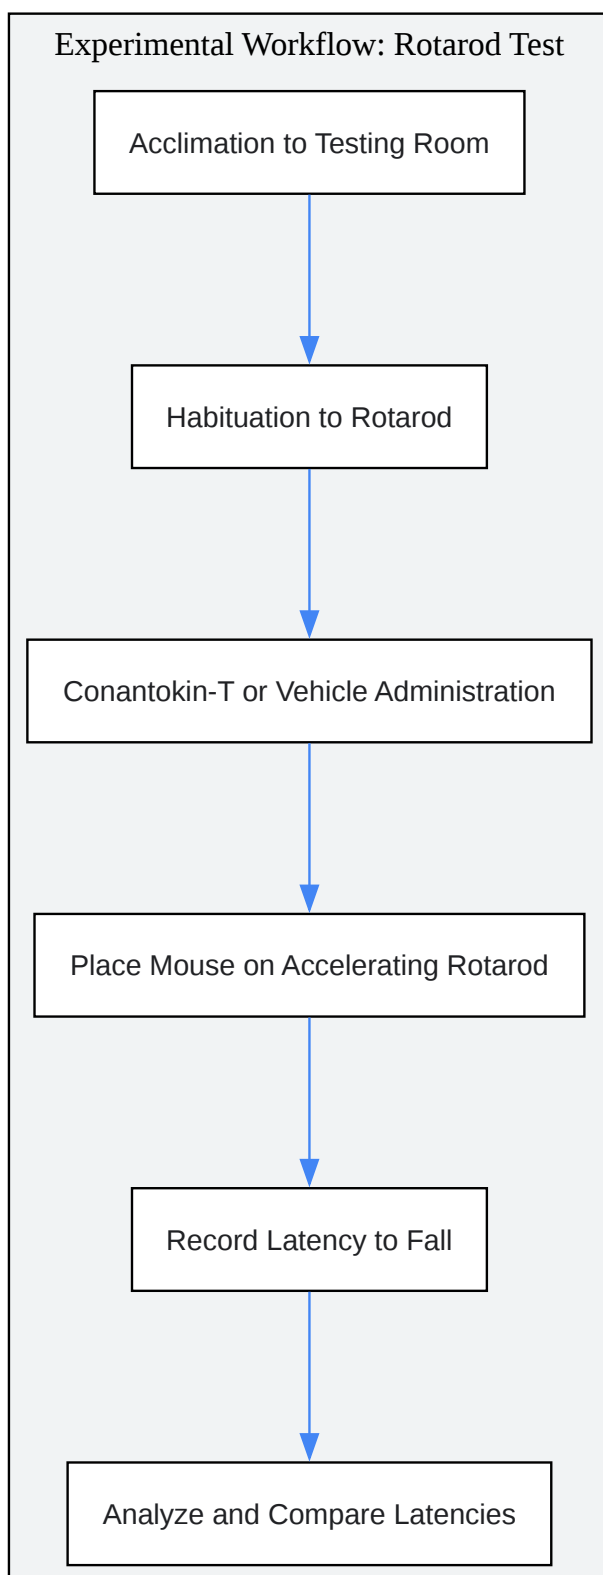 Experimental Workflow: Rotarod Test
Acclimation to Testing Room
Habituation to Rotarod
Conantokin-T or Vehicle Administration
Place Mouse on Accelerating Rotarod
Record Latency to Fall
Analyze and Compare Latencies